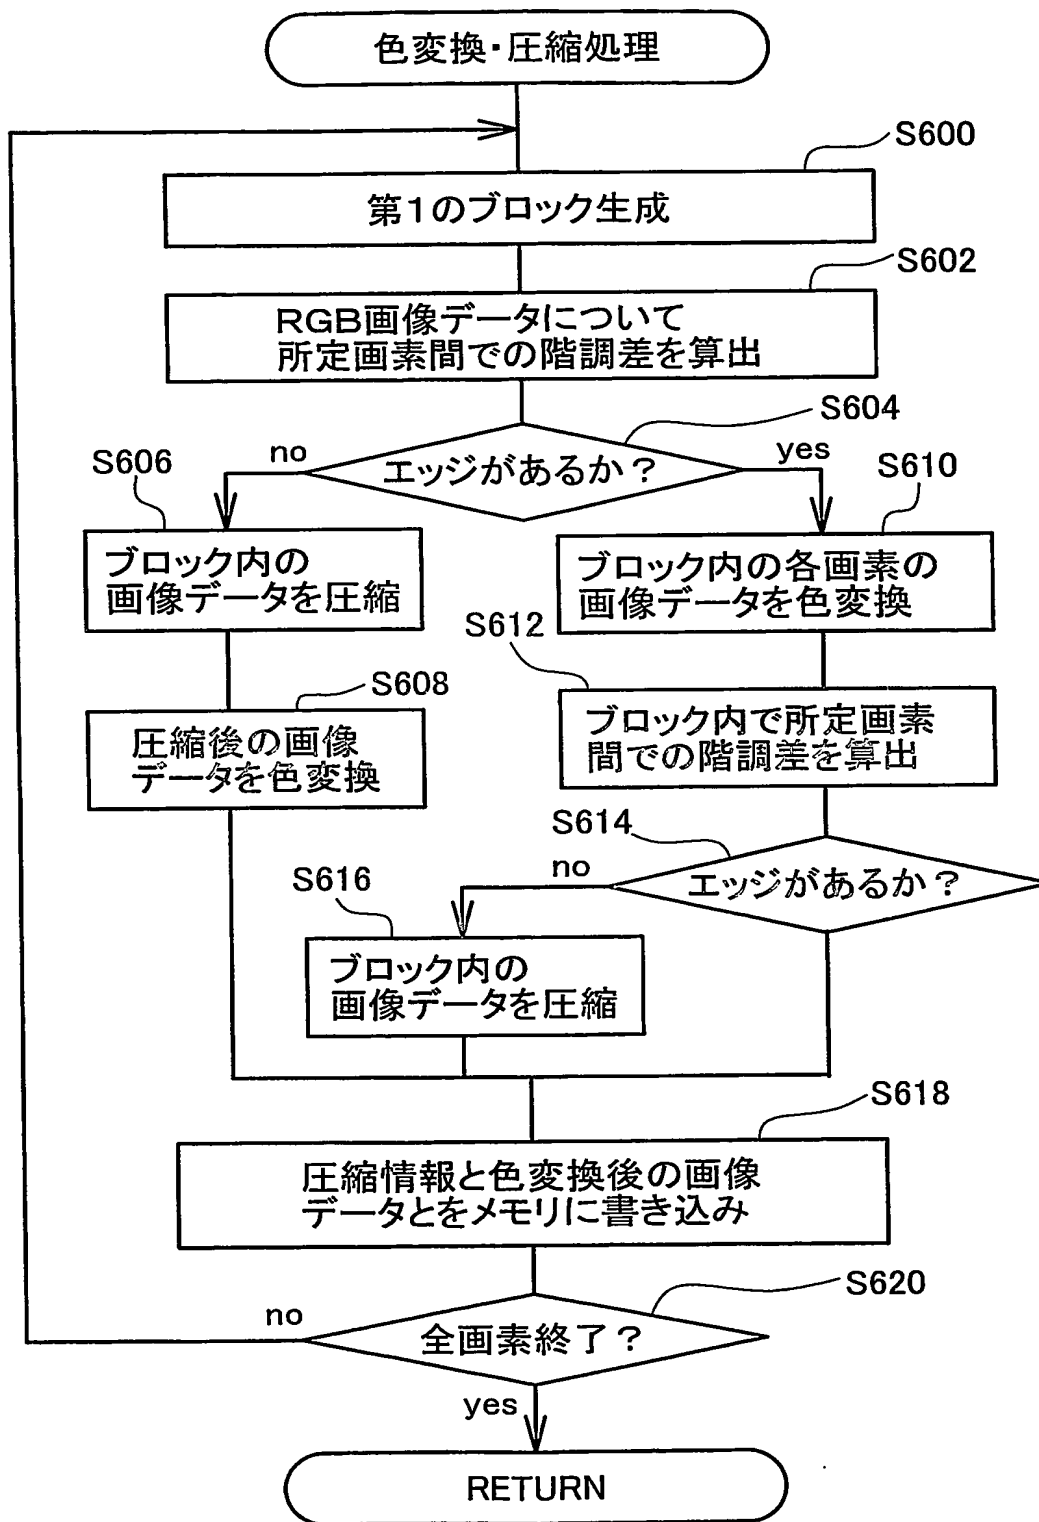 色変換・圧縮処理
S600
第1のブロック生成
S602
RGB画像データについて
所定画素間での階調差を算出
S604
エッジがあるか？
no
yes
S606
ブロック内の
画像データを圧縮
S610
ブロック内の各画素の
画像データを色変換
S608
圧縮後の画像
データを色変換
S612
ブロック内で所定画素
間での階調差を算出
S614
エッジがあるか？
no
S616
ブロック内の
画像データを圧縮
S618
圧縮情報と色変換後の画像
データとをメモリに書き込み
S620
全画素終了？
no
yes
RETURN